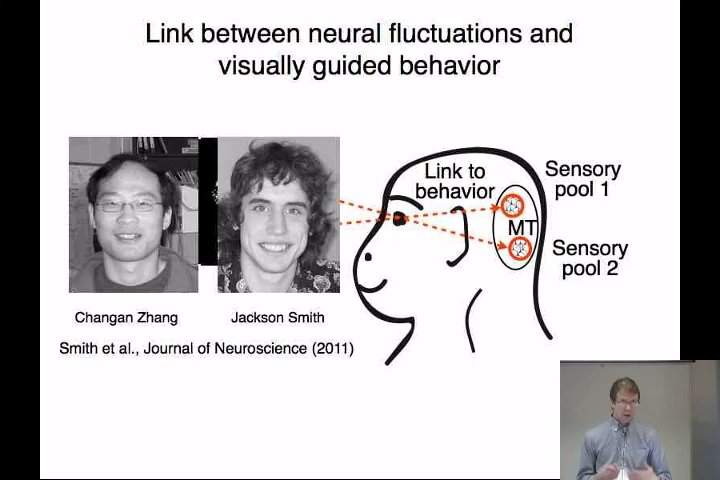 Link between neural fluctuations and
visually guided behavior
Link to
behavior
Sensory
pool 1
MT
Sensory
pool 2
Changan Zhang
Jackson Smith
Smith et al., Journal of Neuroscience (2011)